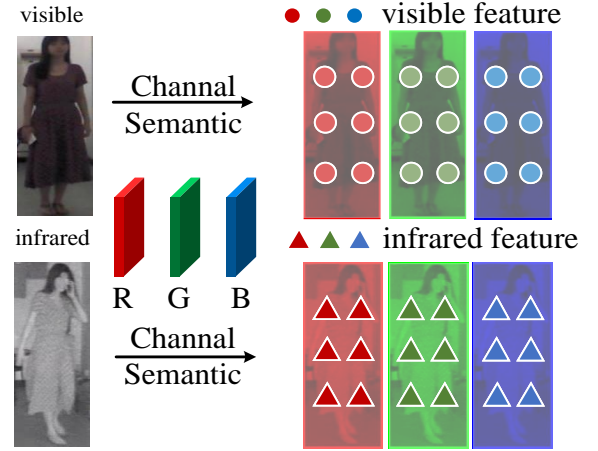 visible
visible feature
Channal
Semantic
infrared
infrared feature
R G B
Channal
Semantic